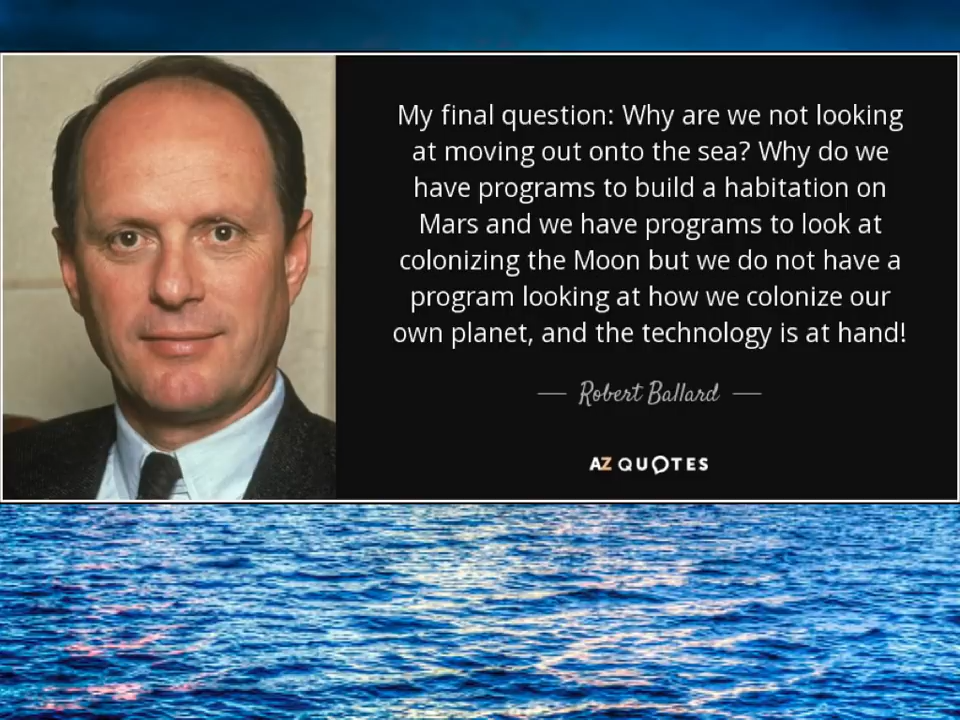 My final question: Why are we not looking
at moving out onto the sea? Why do we
have programs to build a habitation on
Mars and we have programs to look at
colonizing the Moon but we do not have a
program looking at how we colonize our
own planet, and the technology is at hand!
Robert Ballard
AZ QUOTES